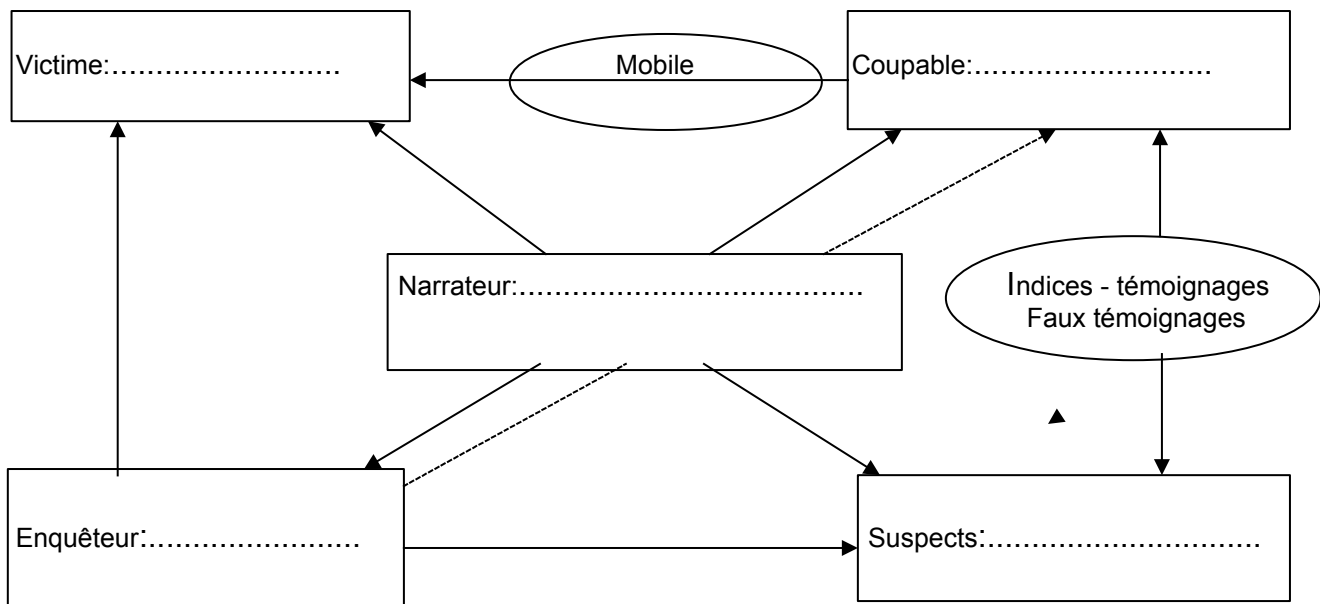 Victime:..........................
Mobile
Coupable:...........................
Narrateur:.......................................
Indices - témoignages
Faux témoignages
Enquêteur:........................
Suspects:...............................